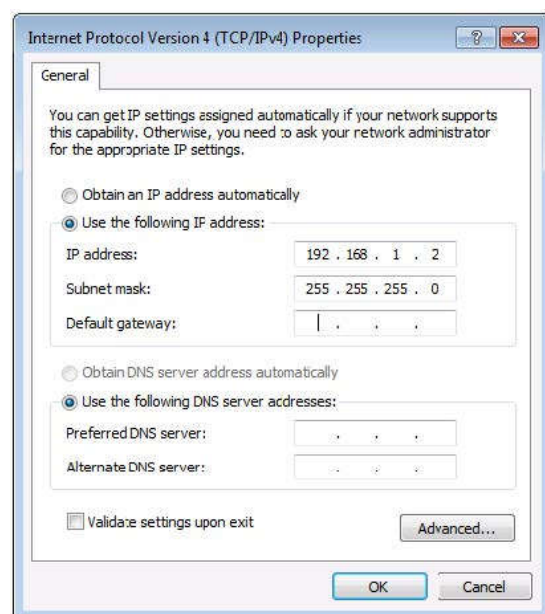 Internet Protocol Version 4 (TCP/IPv4) Properties
General
You can get IP settings assigned automatically if your network supports
this capability. Otherwise, you need to ask your network administrator
for the appropriate IP settings.
Obtain an IP address automatically
Use the following IP address:
IP address: 192 . 168 . 1 . 2
Subnet mask: 255 . 255 . 255 . 0
Default gateway: . . .
Obtain DNS server address automatically
Use the following DNS server addresses:
Preferred DNS server: . . .
Alternate DNS server: . . .
Validate settings upon exit
Advanced...
OK Cancel